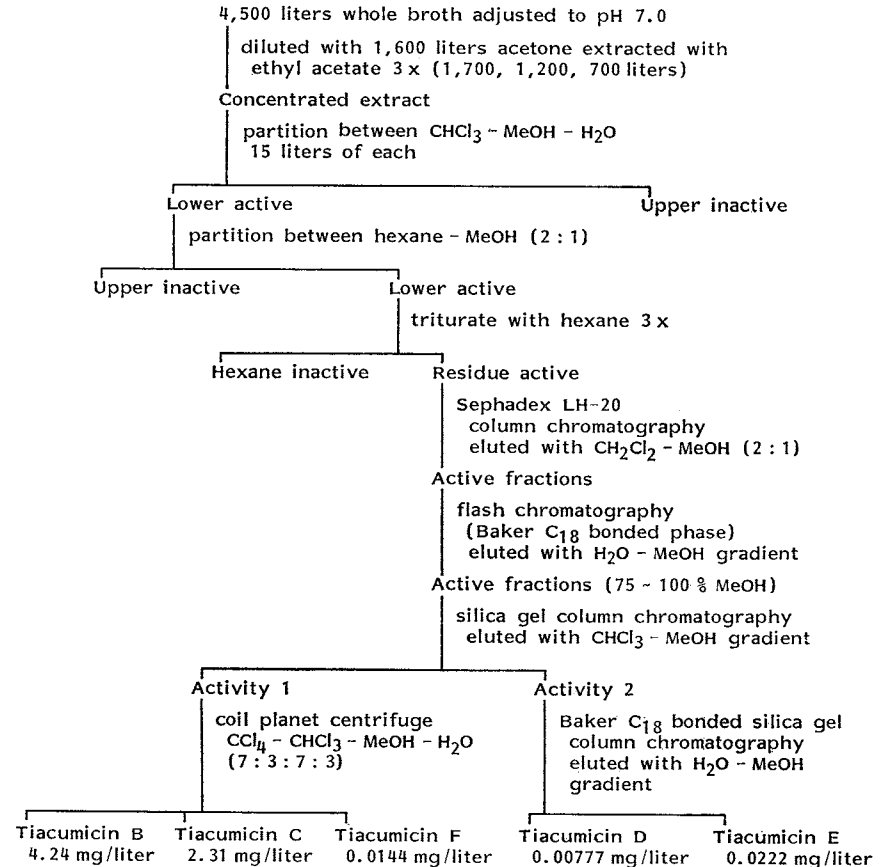 4,500 liters whole broth adjusted to pH 7.0
diluted with 1,600 liters acetone extracted with
ethyl acetate 3x (1,700, 1,200, 700 liters)
Concentrated extract
partition between CHCl3 - MeOH - H2O
15 liters of each
Lower active
Upper inactive
partition between hexane - MeOH (2 : 1)
Upper inactive
Lower active
triturate with hexane 3x
Hexane inactive
Residue active
Sephadex LH-20
column chromatography
eluted with CH2Cl2 - MeOH (2 : 1)
Active fractions
flash chromatography
(Baker C18 bonded phase)
eluted with H2O - MeOH gradient
Active fractions (75 ~ 100 % MeOH)
silica gel column chromatography
eluted with CHCl3 - MeOH gradient
Activity 1
Activity 2
coil planet centrifuge
CCl4 - CHCl3 - MeOH - H2O
(7 : 3 : 7 : 3)
Baker C18 bonded silica gel
column chromatography
eluted with H2O - MeOH
gradient
Tiacumicin B
4.24 mg/liter
Tiacumicin C
2.31 mg/liter
Tiacumicin F
0.0144 mg/liter
Tiacumicin D
0.00777 mg/liter
Tiacumicin E
0.0222 mg/liter